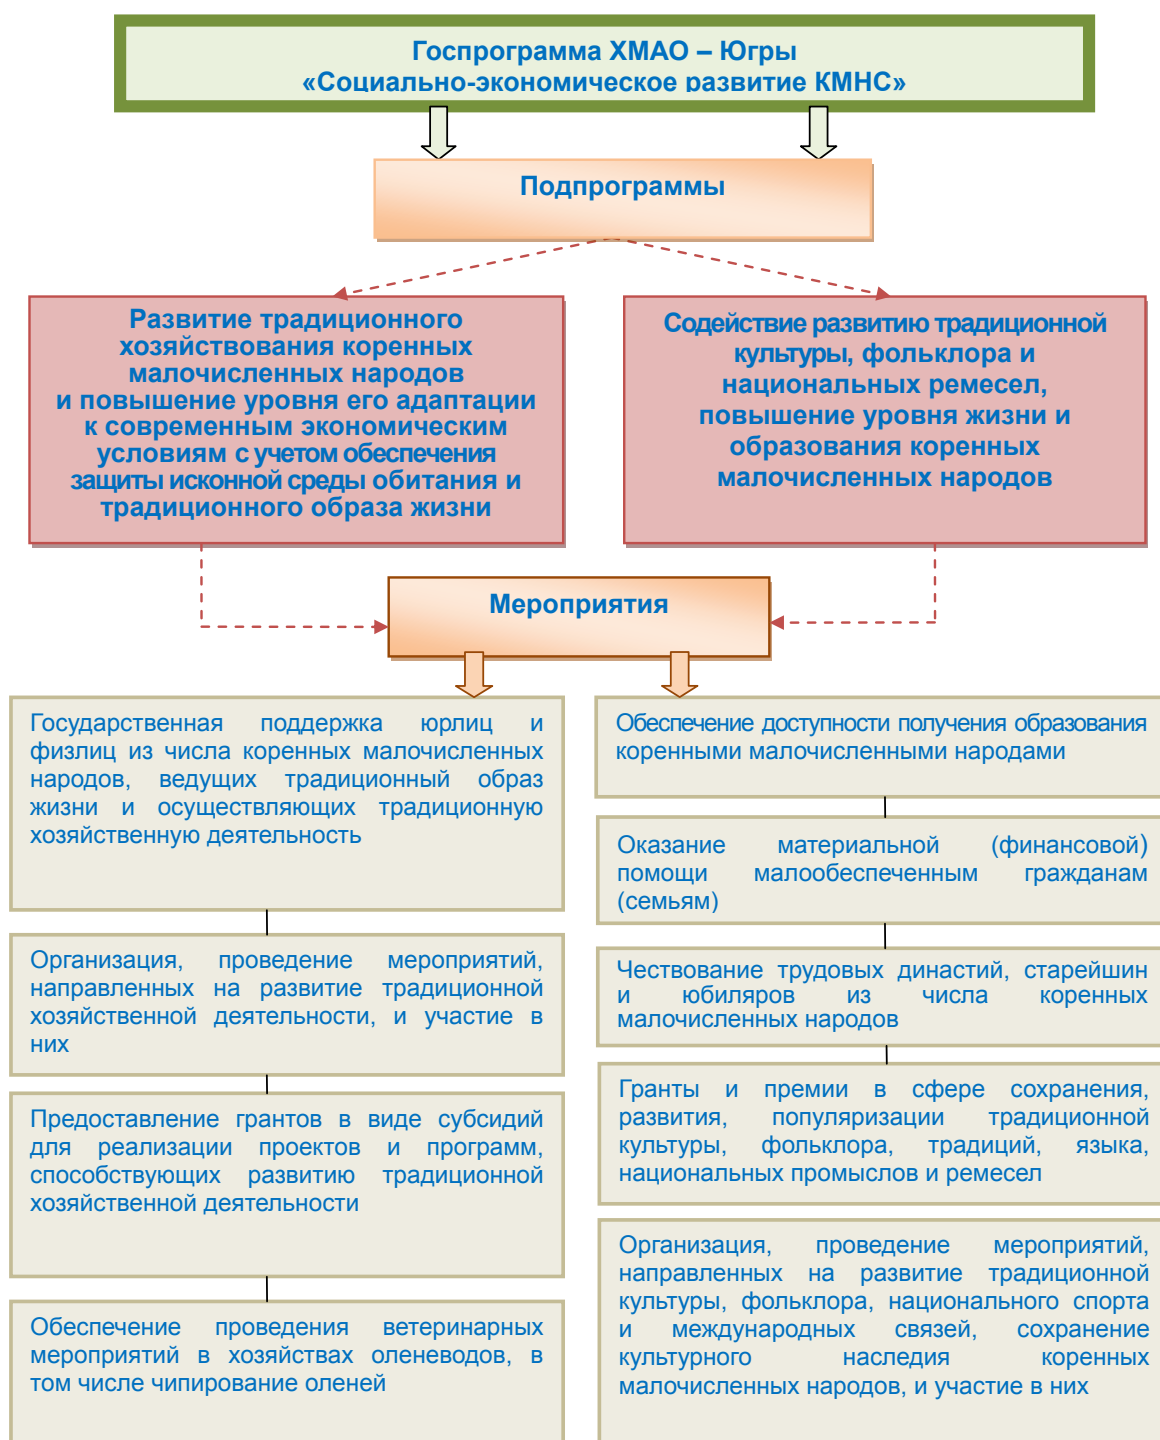 Госпрограмма ХМАО – Югры
«Социально-экономическое развитие КМНС»
Подпрограммы
Развитие традиционного
хозяйствования коренных
малочисленных народов
и повышение уровня его адаптации
к современным экономическим
условиям с учетом обеспечения
защиты исконной среды обитания и
традиционного образа жизни
Содействие развитию традиционной
культуры, фольклора и
национальных ремесел,
повышение уровня жизни и
образования коренных
малочисленных народов
Мероприятия
Государственная поддержка юрлиц и
физлиц из числа коренных малочисленных
народов, ведущих традиционный образ
жизни и осуществляющих традиционную
хозяйственную деятельность
Организация, проведение мероприятий,
направленных на развитие традиционной
хозяйственной деятельности, и участие в
них
Предоставление грантов в виде субсидий
для реализации проектов и программ,
способствующих развитию традиционной
хозяйственной деятельности
Обеспечение проведения ветеринарных
мероприятий в хозяйствах оленеводов, в
том числе чипирование оленей
Обеспечение доступности получения образования
коренными малочисленными народами
Оказание материальной (финансовой)
помощи малообеспеченным гражданам
(семьям)
Чествование трудовых династий, старейшин
и юбиляров из числа коренных
малочисленных народов
Гранты и премии в сфере сохранения,
развития, популяризации традиционной
культуры, фольклора, традиций, языка,
национальных промыслов и ремесел
Организация, проведение мероприятий,
направленных на развитие традиционной
культуры, фольклора, национального спорта
и международных связей, сохранение
культурного наследия коренных
малочисленных народов, и участие в них